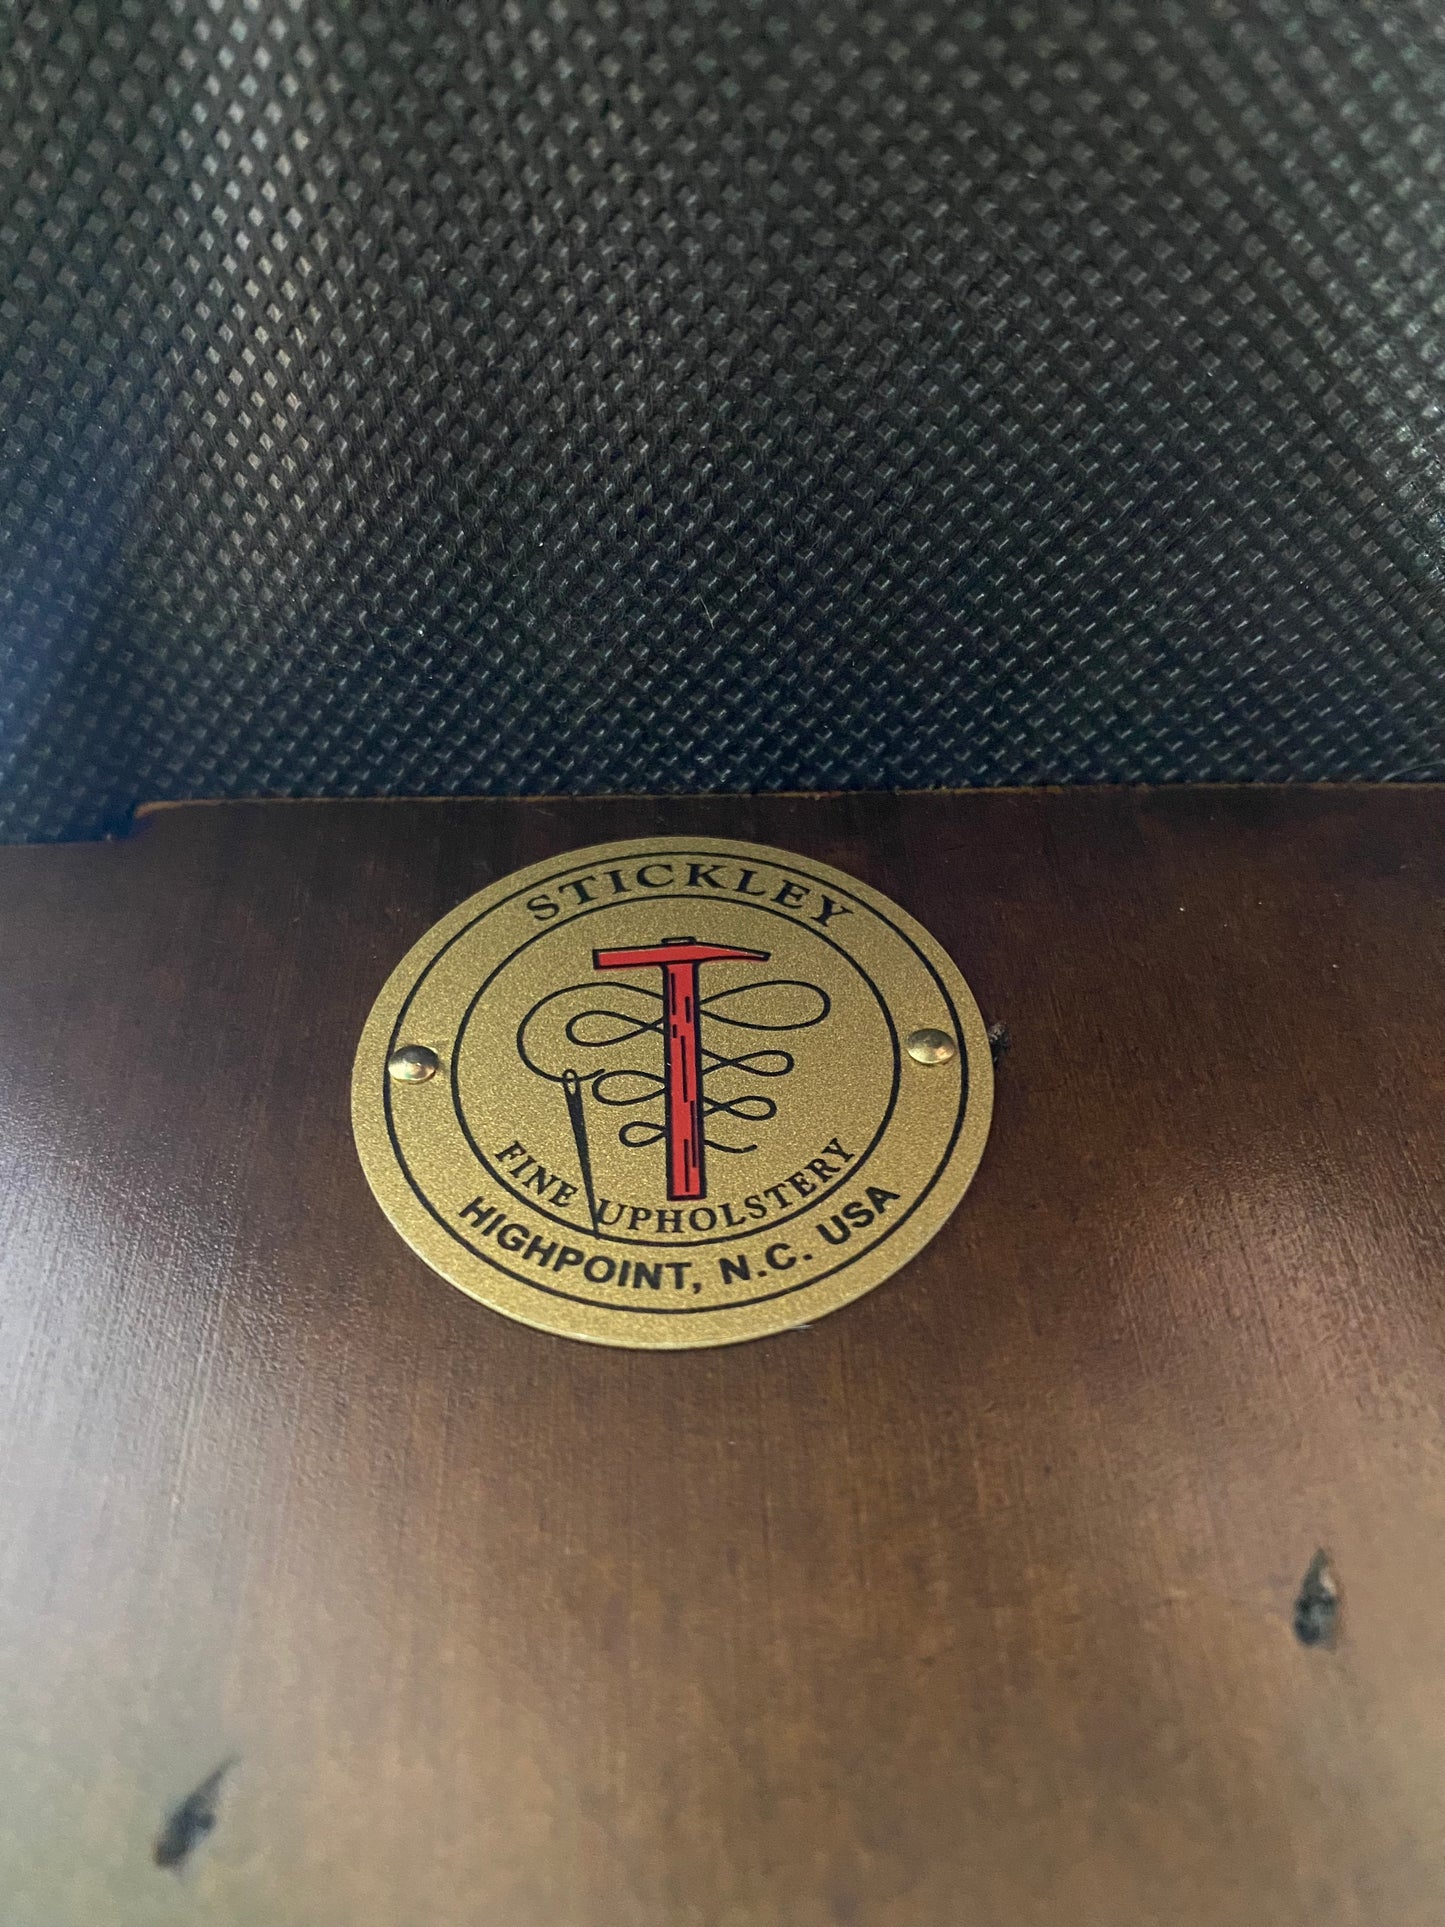 STICKLEY
FINE UPHOLSTERY
HIGHPOINT, N.C. USA